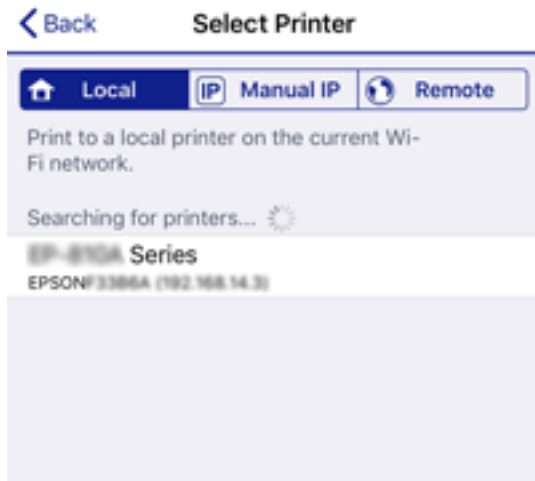 Back Select Printer
Local IP Manual IP Remote
Print to a local printer on the current Wi-
Fi network.
Searching for printers...
Series
EPSON